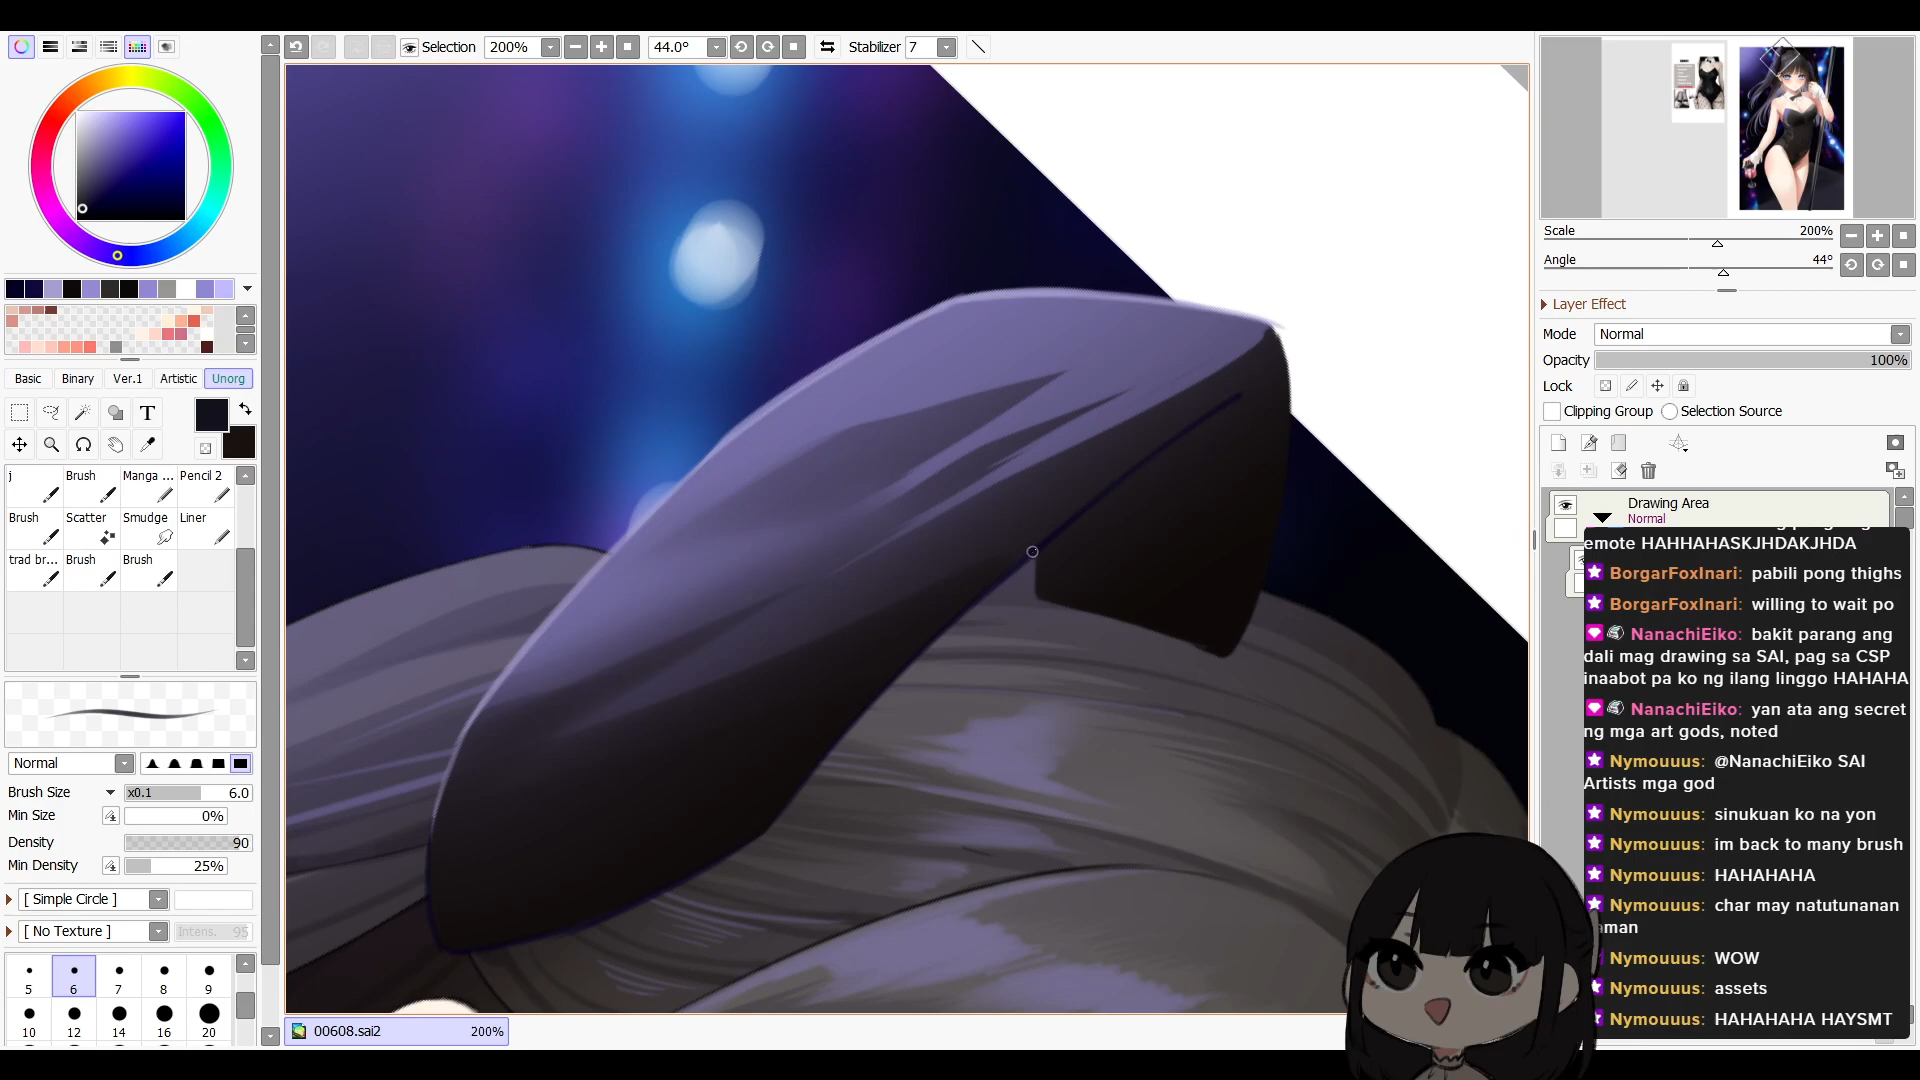 Selection
200%
44.0°
Stabilizer
7
Scale
200%
Angle
44°
Layer Effect
Mode
Normal
Opacity
100%
Lock
Clipping Group
Selection Source
Basic
Binary
Ver.1
Artistic
Unorg
T
j
Brush
Manga ...
Pencil 2
Brush
Scatter
Smudge
Liner
trad br...
Brush
Brush
Normal
Brush Size
x0.1
6.0
Min Size
0%
Density
90
Min Density
25%
[ Simple Circle ]
[ No Texture ]
Intens.
95
5
6
7
8
9
10
12
14
16
20
00608.sai2
200%
Drawing Area
Normal
emote HAHHAHASKJHDAKJHDA
BorgarFoxInari: pabili pong thighs
BorgarFoxInari: willing to wait po
NanachiEiko: bakit parang ang
dali mag drawing sa SAI, pag sa CSP
inaabot pa ko ng ilang linggo HAHAHA
NanachiEiko: yan ata ang secret
ng mga art gods, noted
Nymouuus: @NanachiEiko SAI
Artists mga god
Nymouuus: sinukuan ko na yon
Nymouuus: im back to many brush
Nymouuus: HAHAHAHA
Nymouuus: char may natutunanan
Nymouuus: WOW
Nymouuus: assets
Nymouuus: HAHAHAHA HAYSMT